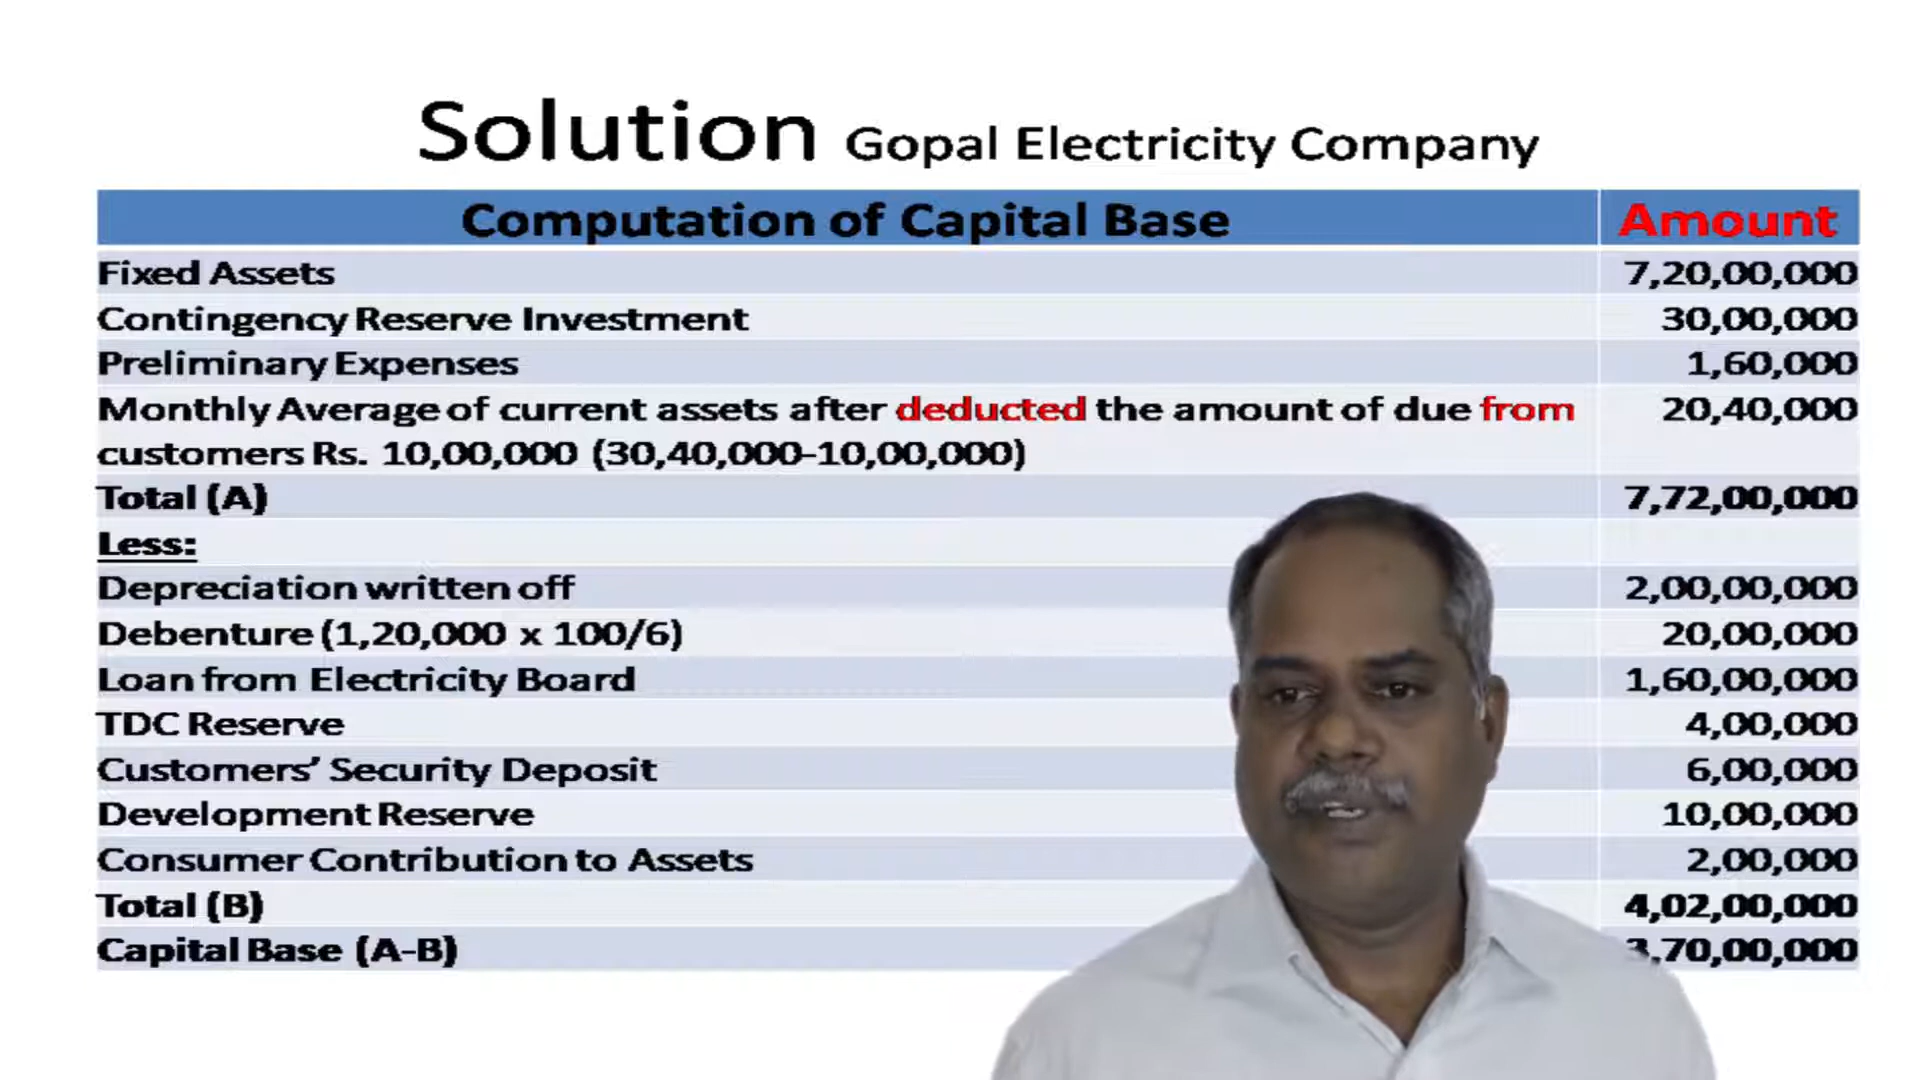 Solution Gopal Electricity Company
Computation of Capital Base Amount
Fixed Assets 7,20,00,000
Contingency Reserve Investment 30,00,000
Preliminary Expenses 1,60,000
Monthly Average of current assets after deducted the amount of due from 20,40,000
customers Rs. 10,00,000 (30,40,000-10,00,000)
Total (A) 7,72,00,000
Less:
Depreciation written off 2,00,00,000
Debenture (1,20,000 x 100/6) 20,00,000
Loan from Electricity Board 1,60,00,000
TDC Reserve 4,00,000
Customers’ Security Deposit 6,00,000
Development Reserve 10,00,000
Consumer Contribution to Assets 2,00,000
Total (B) 4,02,00,000
Capital Base (A-B) 3,70,00,000